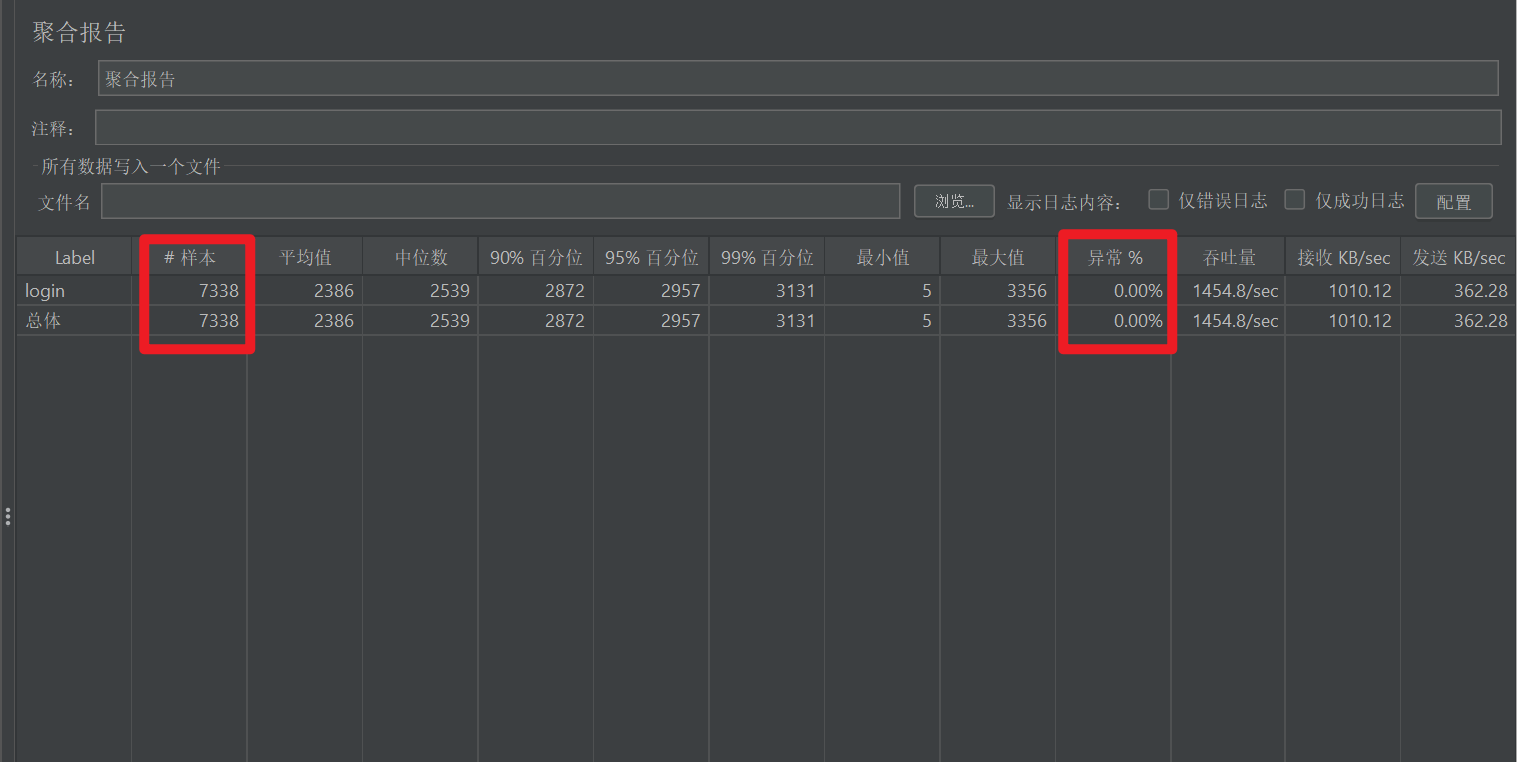 聚合报告
名称： 聚合报告
注释：
所有数据写入一个文件
文件名 浏览... 显示日志内容： 仅错误日志 仅成功日志 配置
Label # 样本 平均值 中位数 90% 百分位 95% 百分位 99% 百分位 最小值 最大值 异常 % 吞吐量 接收 KB/sec 发送 KB/sec
login 7338 2386 2539 2872 2957 3131 5 3356 0.00% 1454.8/sec 1010.12 362.28
总体 7338 2386 2539 2872 2957 3131 5 3356 0.00% 1454.8/sec 1010.12 362.28